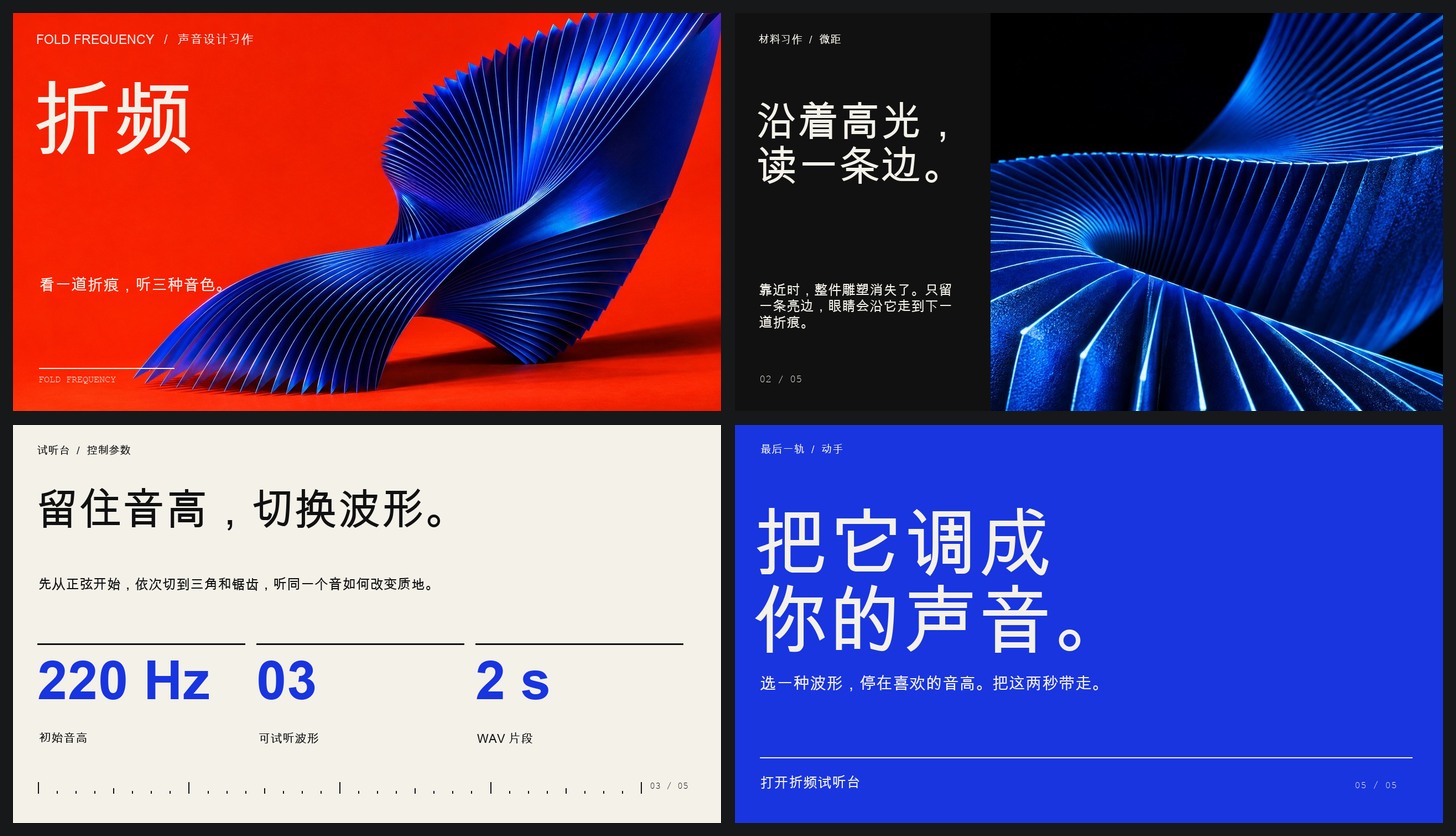 FOLD FREQUENCY / 声音设计习作
折频
看一道折痕，听三种音色。
FOLD FREQUENCY
材料习作 / 微距
沿着高光，
读一条边。
靠近时，整件雕塑消失了。只留
一条亮边，眼睛会沿它走到下一
道折痕。
02 / 05
试听台 / 控制参数
留住音高，切换波形。
先从正弦开始，依次切到三角和锯齿，听同一个音如何改变质地。
220 Hz
03
2 s
初始音高
可试听波形
WAV 片段
03 / 05
最后一轨 / 动手
把它调成
你的声音。
选一种波形，停在喜欢的音高。把这两秒带走。
打开折频试听台
05 / 05